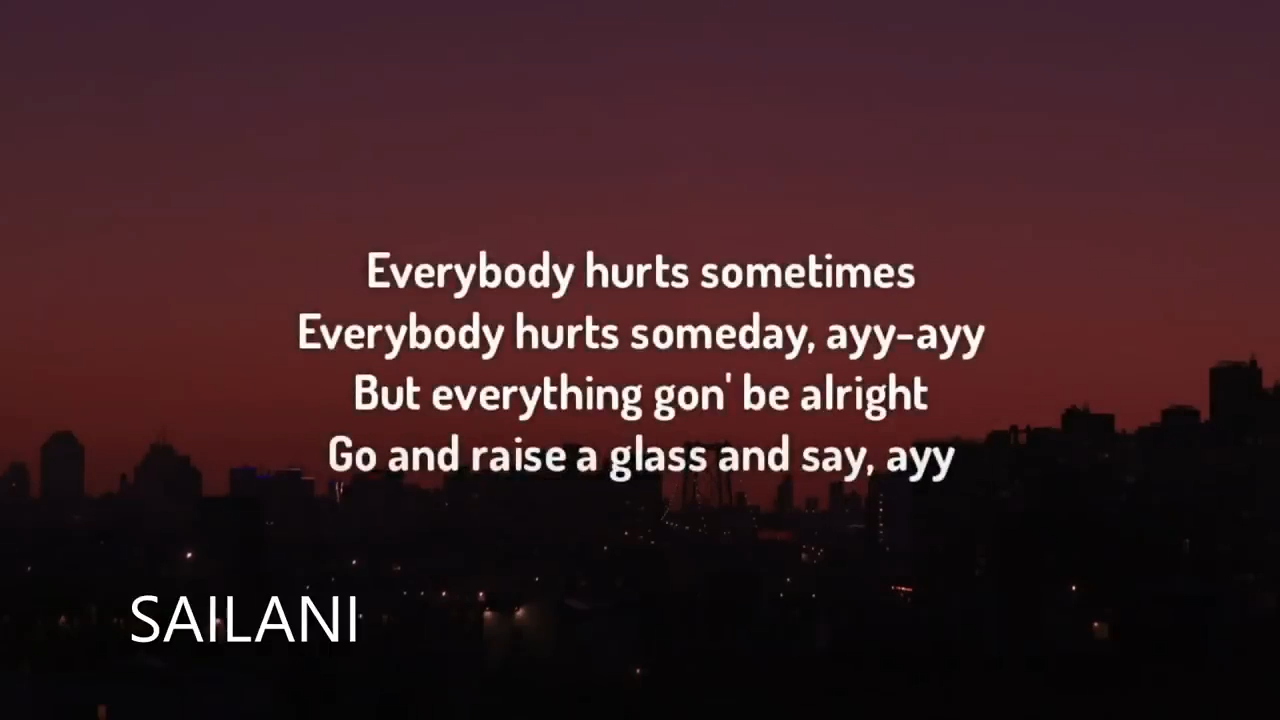 Everybody hurts sometimes
Everybody hurts someday, ayy-ayy
But everything gon' be alright
Go and raise a glass and say, ayy
SAILANI